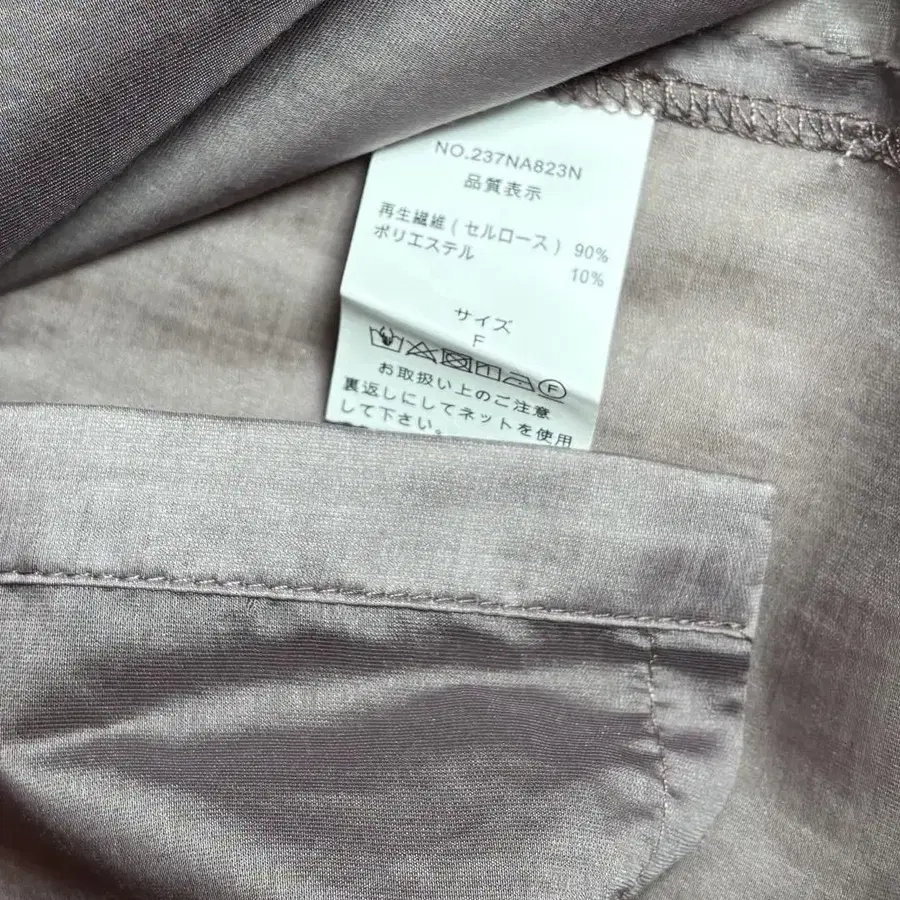 NO.237NA823N
品質表示
再生繊維(セルロース) 90%
ポリエステル 10%
サイズ
F
F
お取扱い上のご注意
裏返しにしてネットを使用
して下さい。